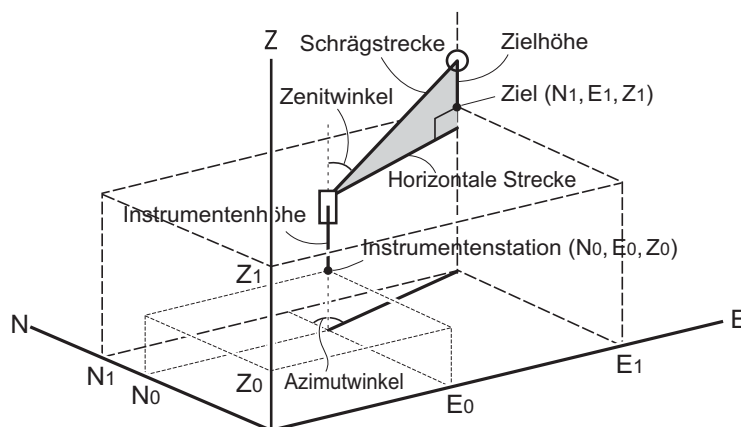 Z
Schrägstrecke
Zielhöhe
Zenitwinkel
Ziel (N1, E1, Z1)
Horizontale Strecke
Instrumentenhöhe
Instrumentenstation (N0, E0, Z0)
Z1
N
E
N1
N0
Z0
Azimutwinkel
E0
E1